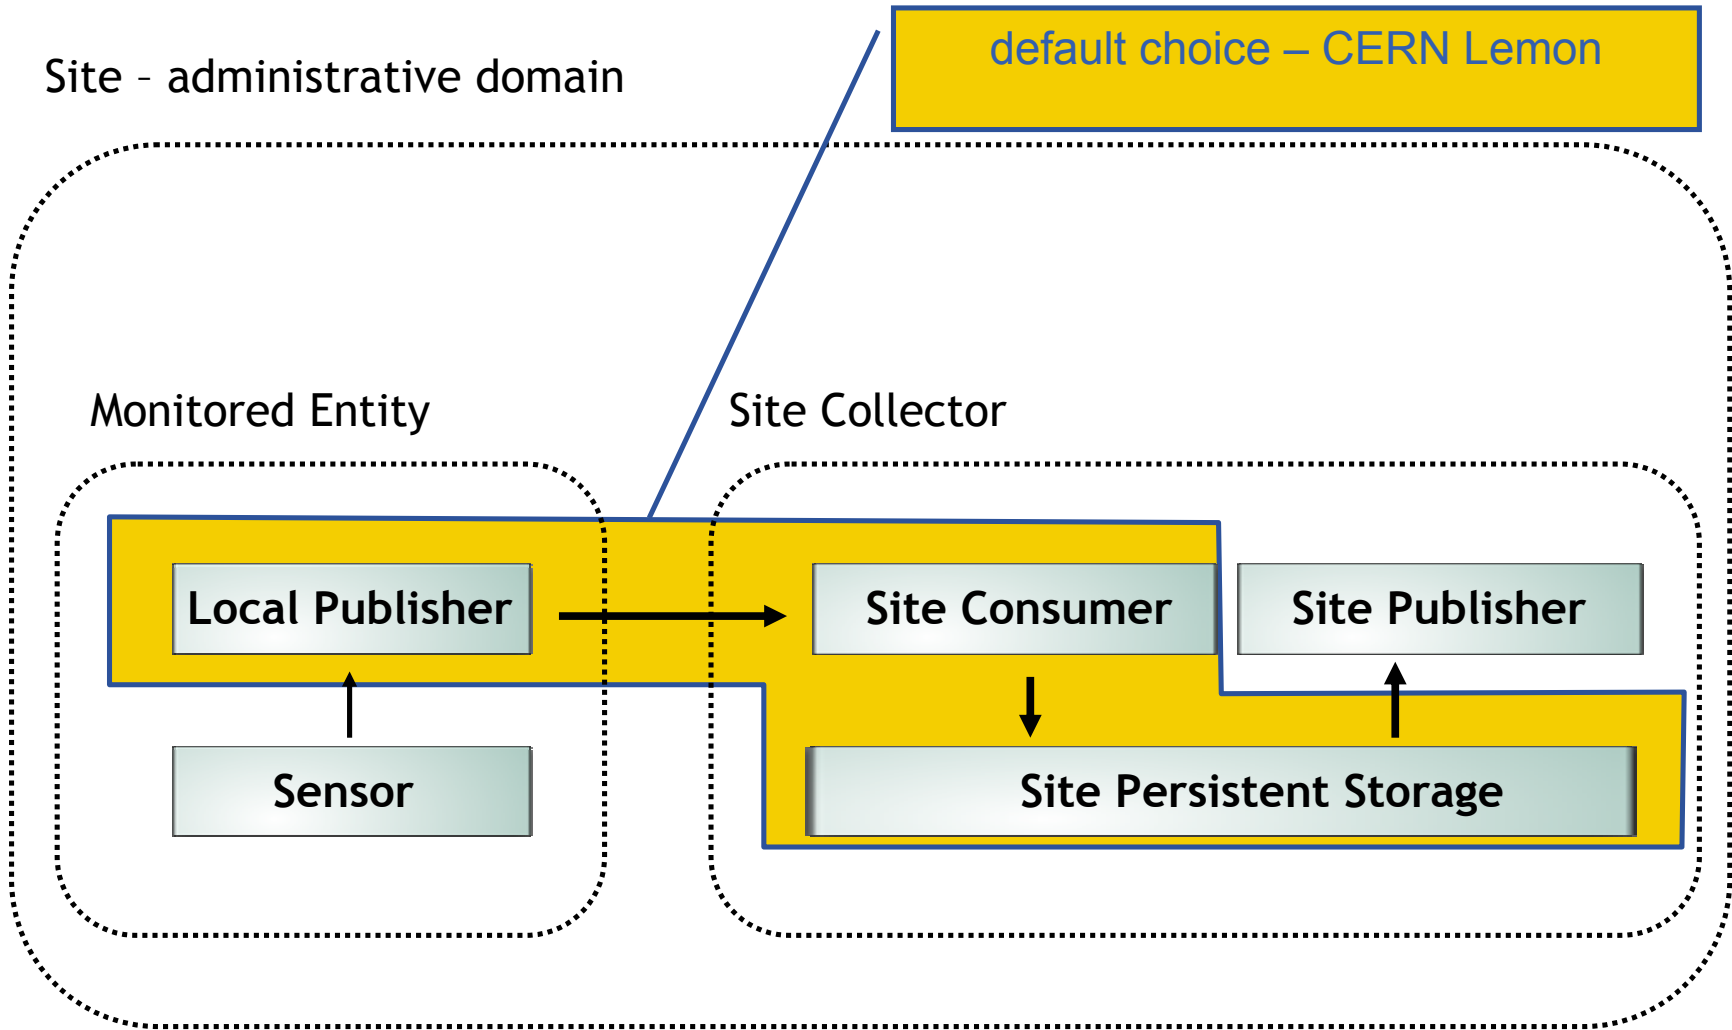 default choice – CERN Lemon
Site – administrative domain
Monitored Entity
Site Collector
Local Publisher
Site Consumer
Site Publisher
Sensor
Site Persistent Storage